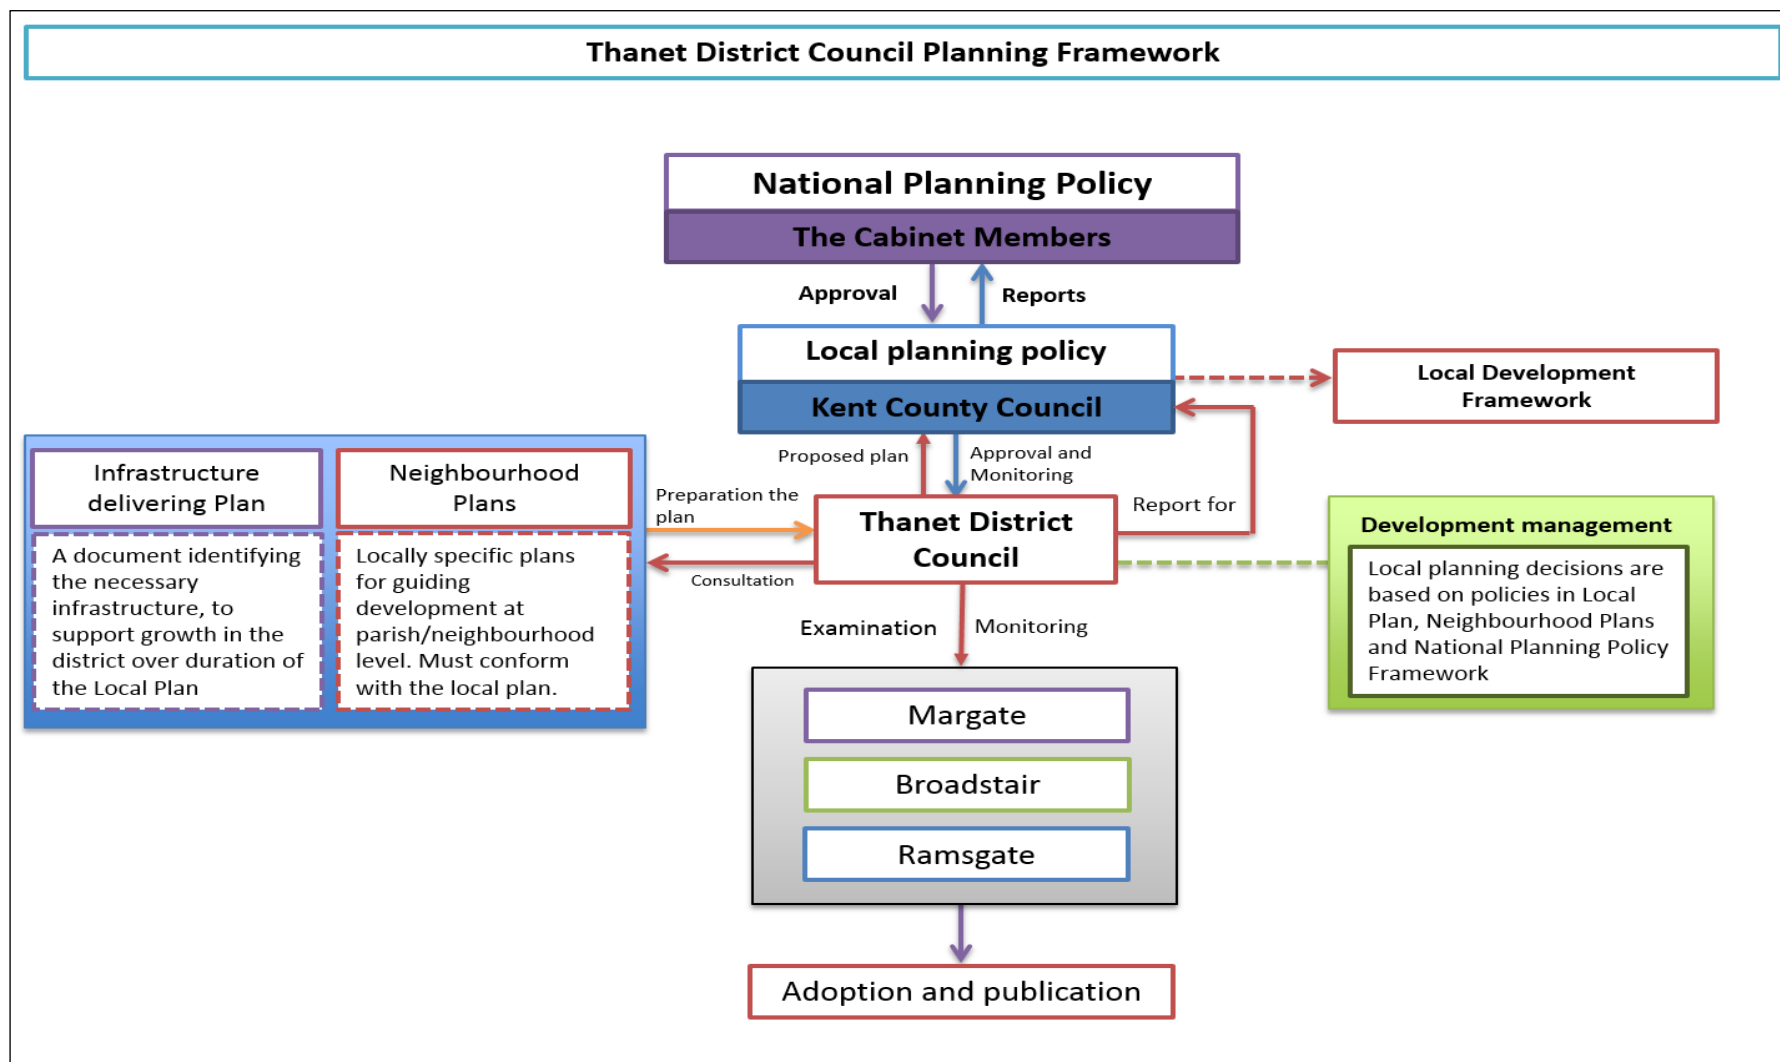 Thanet District Council Planning Framework
National Planning Policy
The Cabinet Members
Approval
Reports
Local planning policy
Kent County Council
Local Development
Framework
Proposed plan
Approval and
Monitoring
Infrastructure
delivering Plan
A document identifying
the necessary
infrastructure, to
support growth in the
district over duration of
the Local Plan
Neighbourhood
Plans
Locally specific plans
for guiding
development at
parish/neighbourhood
level. Must conform
with the local plan.
Preparation the
plan
Consultation
Thanet District
Council
Report for
Development management
Local planning decisions are
based on policies in Local
Plan, Neighbourhood Plans
and National Planning Policy
Framework
Examination
Monitoring
Margate
Broadstair
Ramsgate
Adoption and publication